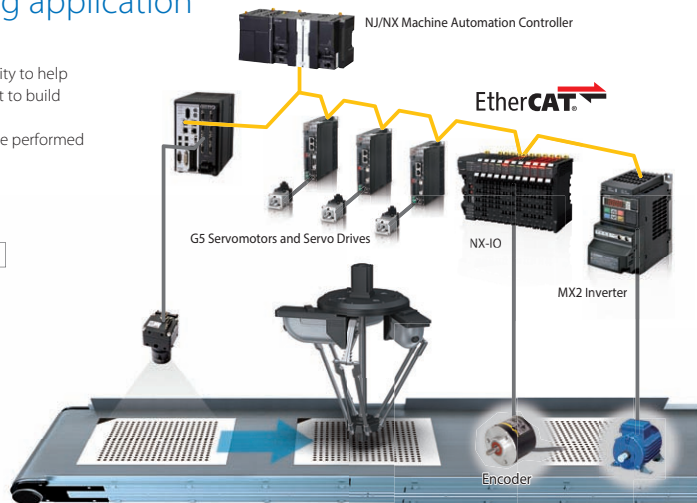 g application
NJ/NX Machine Automation Controller
ity to help
t to build
e performed
EtherCAT®
G5 Servomotors and Servo Drives
NX-IO
MX2 Inverter
Encoder